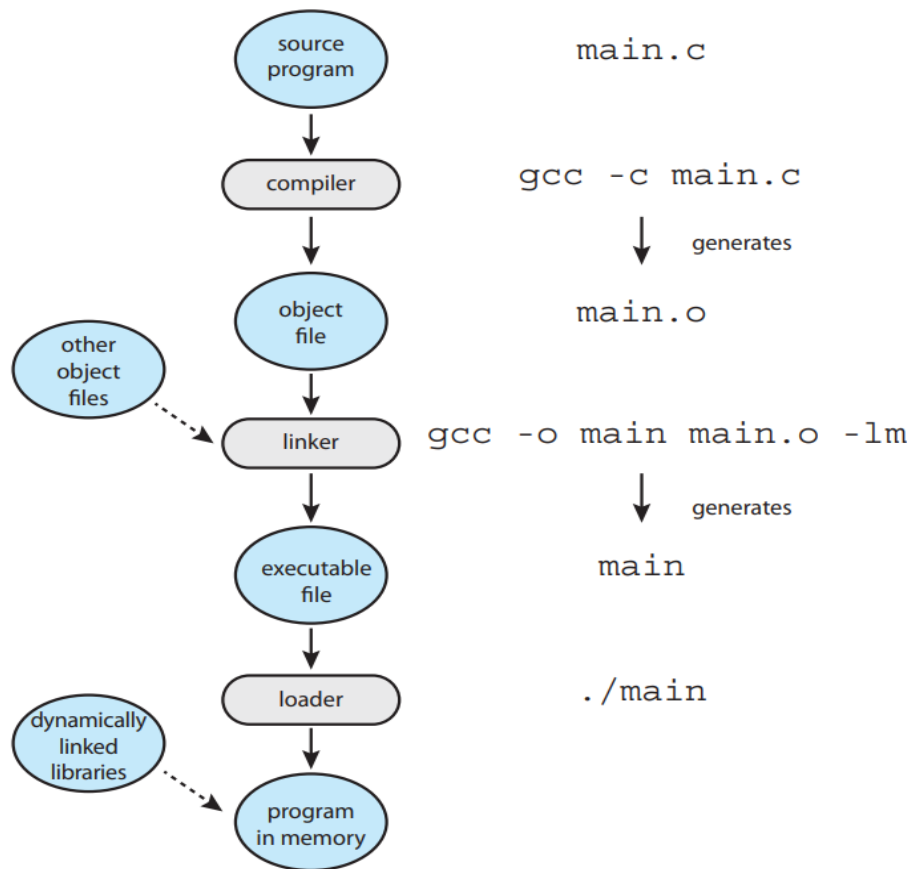 source
program
main.c
compiler
gcc -c main.c
generates
object
file
main.o
other
object
files
linker
gcc -o main main.o -lm
generates
executable
file
main
loader
./main
dynamically
linked
libraries
program
in memory